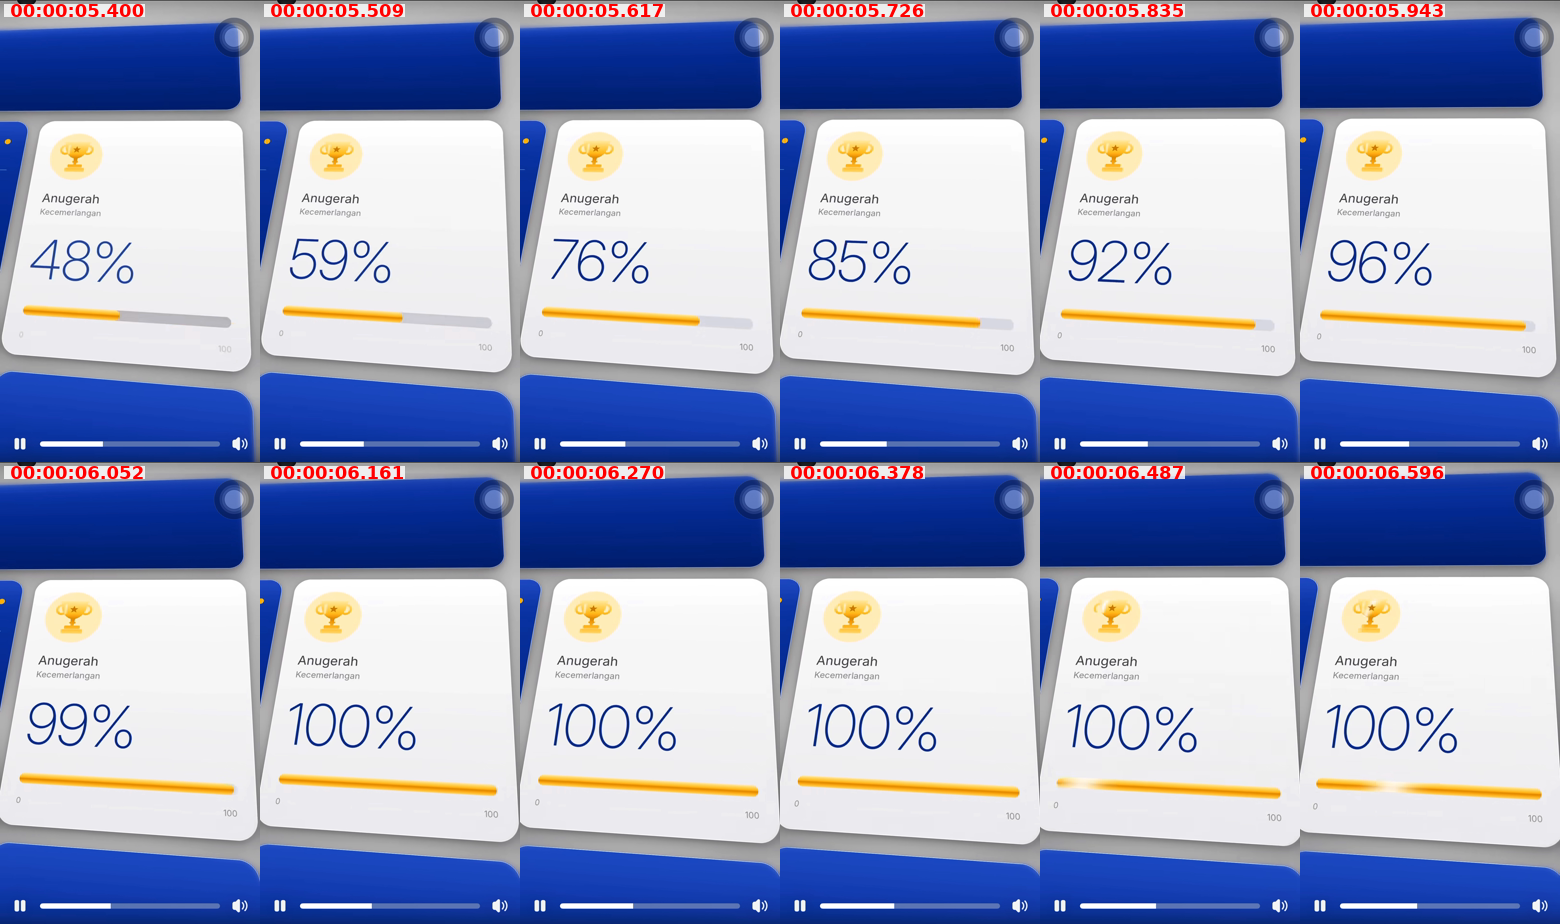 00:00:05.400
Anugerah
Kecemerlangan
48%
0
100
00:00:05.509
Anugerah
Kecemerlangan
59%
0
100
00:00:05.617
Anugerah
Kecemerlangan
76%
0
100
00:00:05.726
Anugerah
Kecemerlangan
85%
0
100
00:00:05.835
Anugerah
Kecemerlangan
92%
0
100
00:00:05.943
Anugerah
Kecemerlangan
96%
0
100
00:00:06.052
Anugerah
Kecemerlangan
99%
0
100
00:00:06.161
Anugerah
Kecemerlangan
100%
0
100
00:00:06.270
Anugerah
Kecemerlangan
100%
0
100
00:00:06.378
Anugerah
Kecemerlangan
100%
0
100
00:00:06.487
Anugerah
Kecemerlangan
100%
0
100
00:00:06.596
Anugerah
Kecemerlangan
100%
0
100